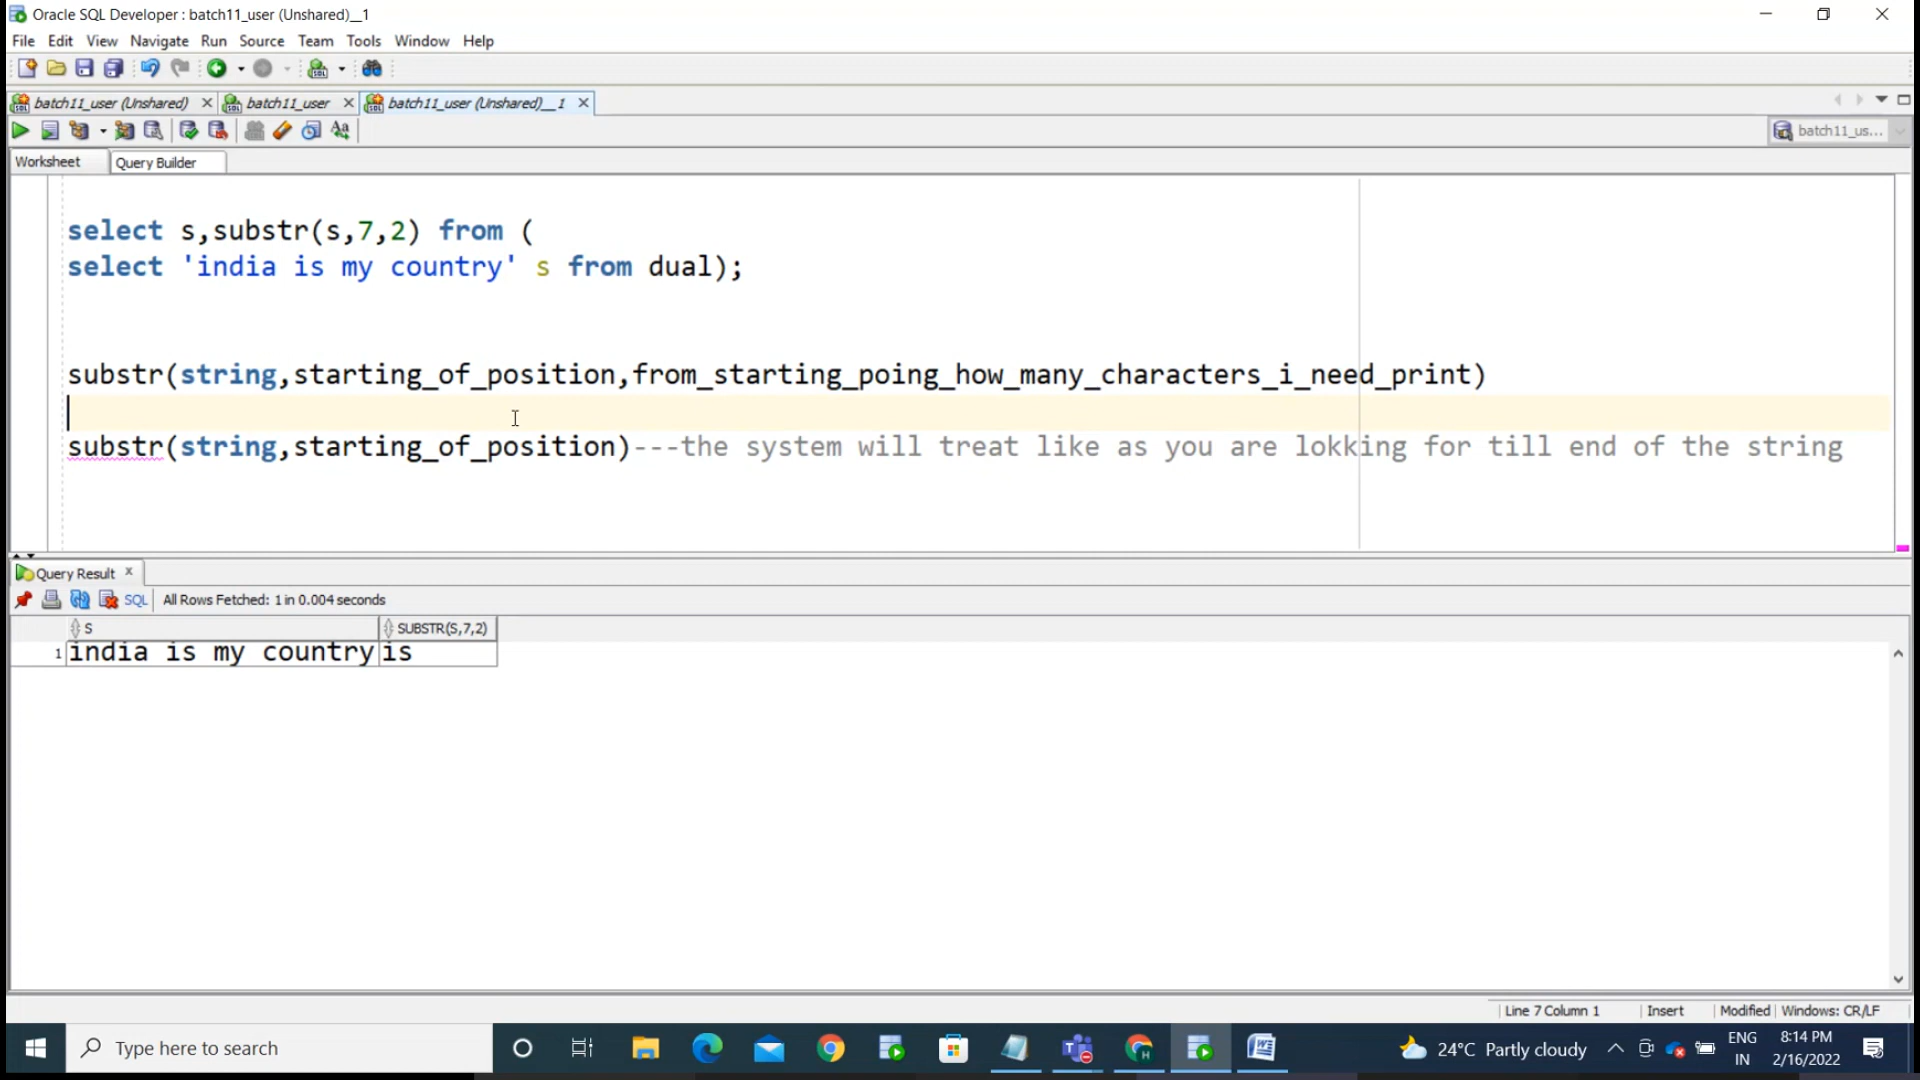 Oracle SQL Developer : batch11_user (Unshared)__1
File Edit View Navigate Run Source Team Tools Window Help
batch11_user (Unshared) batch11_user batch11_user (Unshared)__1
batch11_us...
Worksheet Query Builder
select s,substr(s,7,2) from (
select 'india is my country' s from dual);
substr(string,starting_of_position,from_starting_poing_how_many_characters_i_need_print)
substr(string,starting_of_position)---the system will treat like as you are lokking for till end of the string
Query Result
SQL All Rows Fetched: 1 in 0.004 seconds
S SUBSTR(S,7,2)
1 india is my country is
Line 7 Column 1 Insert Modified Windows: CR/LF
Type here to search
24°C Partly cloudy
ENG 8:14 PM
IN 2/16/2022